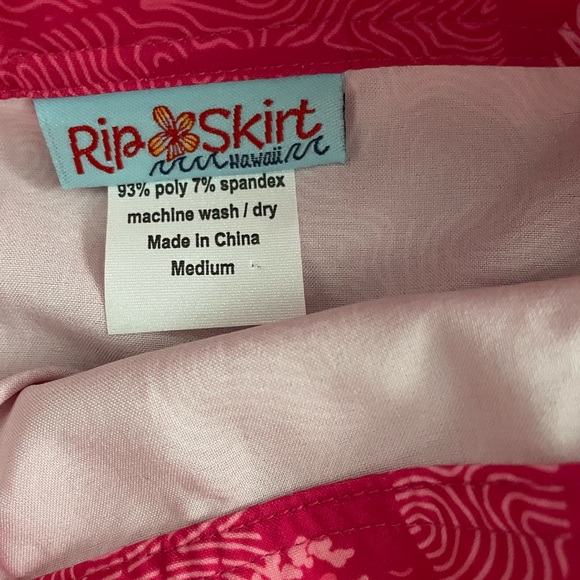 Rip Skirt
Hawaii
93% poly 7% spandex
machine wash / dry
Made in China
Medium